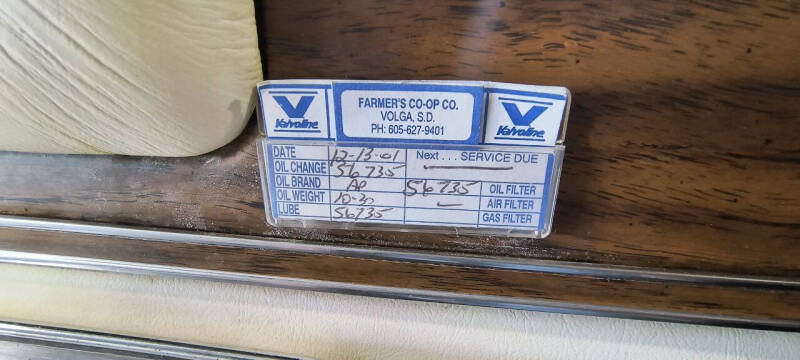 Valvoline
FARMER'S CO-OP CO.
VOLGA, S.D.
PH: 605-627-9401
Valvoline
DATE 12-13-01 Next . . . SERVICE DUE
OIL CHANGE 56735
OIL BRAND AP 56735 OIL FILTER
OIL WEIGHT 10-30 AIR FILTER
LUBE 56735 GAS FILTER